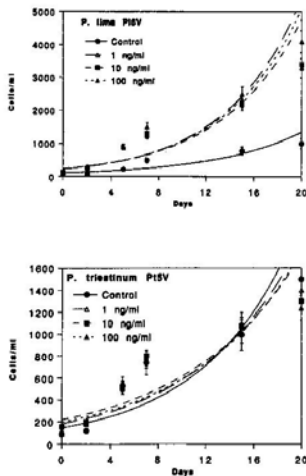 P. lima Pl6V
Control
1 ng/ml
10 ng/ml
100 ng/ml
Cells/ml
5000
4000
3000
2000
1000
0
0 4 8 12 16 20
Days
P. triestinum Pt5V
Control
1 ng/ml
10 ng/ml
100 ng/ml
Cells/ml
1600
1400
1200
1000
800
600
400
200
0
0 4 8 12 16 20
Days